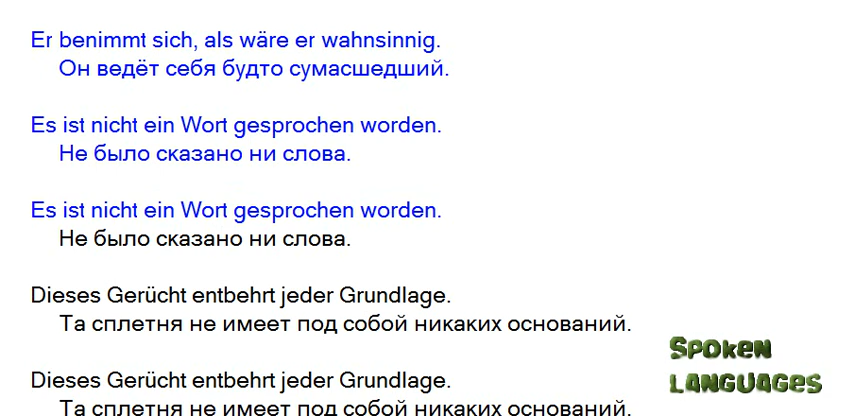 Er benimmt sich, als wäre er wahnsinnig.
Он ведёт себя будто сумасшедший.
Es ist nicht ein Wort gesprochen worden.
Не было сказано ни слова.
Es ist nicht ein Wort gesprochen worden.
Не было сказано ни слова.
Dieses Gerücht entbehrt jeder Grundlage.
Та сплетня не имеет под собой никаких оснований.
Dieses Gerücht entbehrt jeder Grundlage.
Та сплетня не имеет под собой никаких оснований.
Spoken
Languages